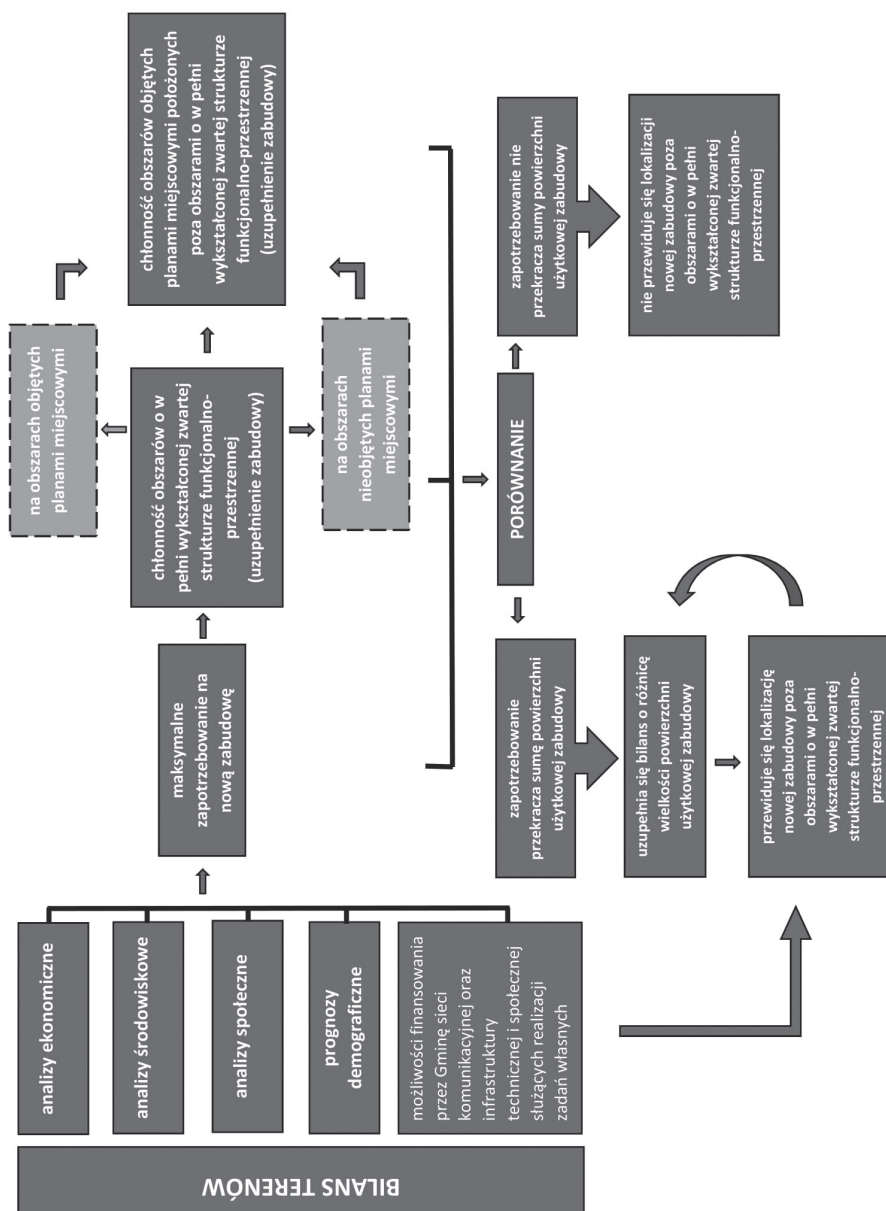 BILANS TERENÓW
analizy ekonomiczne
analizy środowiskowe
analizy społeczne
prognozy
demograficzne
możliwości finansowania
przez Gminę sieci
komunikacyjnej oraz
infrastruktury
technicznej i społecznej
służących realizacji
zadań własnych
maksymalne
zapotrzebowanie na
nową zabudowę
na obszarach objętych
planami miejscowymi
chłonność obszarów o w
pełni wykształconej zwartej
strukturze funkcjonalno-
przestrzennej
(uzupełnienie zabudowy)
na obszarach
nieobjętych planami
miejscowymi
chłonność obszarów objętych
planami miejscowymi położonych
poza obszarami o w pełni
wykształconej zwartej strukturze
funkcjonalno-przestrzennej
(uzupełnienie zabudowy)
PORÓWNANIE
zapotrzebowanie
przekracza sumę powierzchni
użytkowej zabudowy
uzupełnia się bilans o różnicę
wielkości powierzchni
użytkowej zabudowy
przewiduje się lokalizację
nowej zabudowy poza
obszarami o w pełni
wykształconej zwartej
strukturze funkcjonalno-
przestrzennej
zapotrzebowanie nie
przekracza sumy powierzchni
użytkowej zabudowy
nie przewiduje się lokalizacji
nowej zabudowy poza
obszarami o w pełni
wykształconej zwartej
strukturze funkcjonalno-
przestrzennej